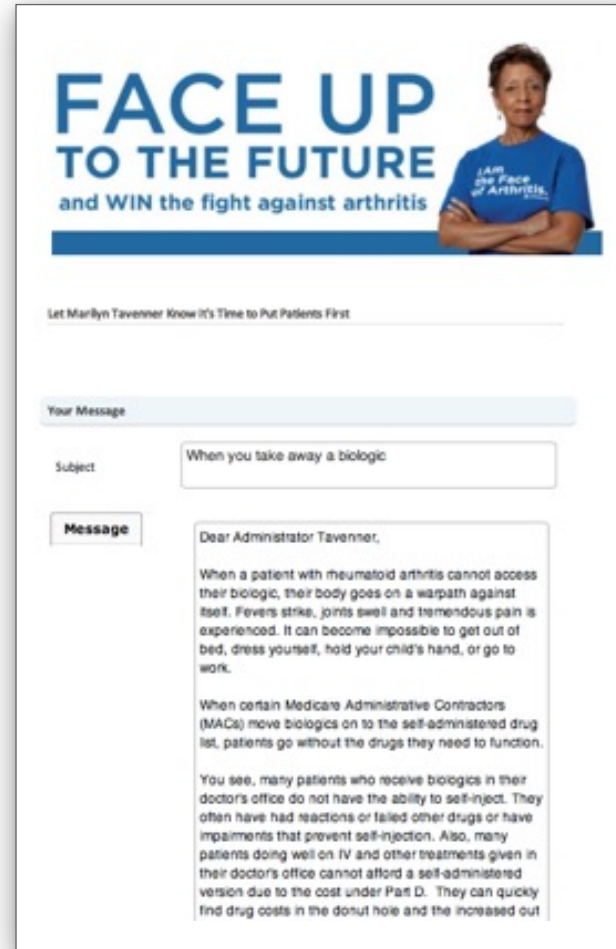 FACE UP
TO THE FUTURE
and WIN the fight against arthritis
I Am
the Face
of Arthritis.
Let Marilyn Tavenner Know It's Time to Put Patients First
Your Message
Subject
When you take away a biologic
Message
Dear Administrator Tavenner,
When a patient with rheumatoid arthritis cannot access
their biologic, their body goes on a warpath against
itself. Fevers strike, joints swell and tremendous pain is
experienced. It can become impossible to get out of
bed, dress yourself, hold your child's hand, or go to
work.
When certain Medicare Administrative Contractors
(MACs) move biologics on to the self-administered drug
list, patients go without the drugs they need to function.
You see, many patients who receive biologics in their
doctor's office do not have the ability to self-inject. They
often have had reactions or failed other drugs or have
impairments that prevent self-injection. Also, many
patients doing well on IV and other treatments given in
their doctor's office cannot afford a self-administered
version due to the cost under Part D. They can quickly
find drug costs in the donut hole and the increased out